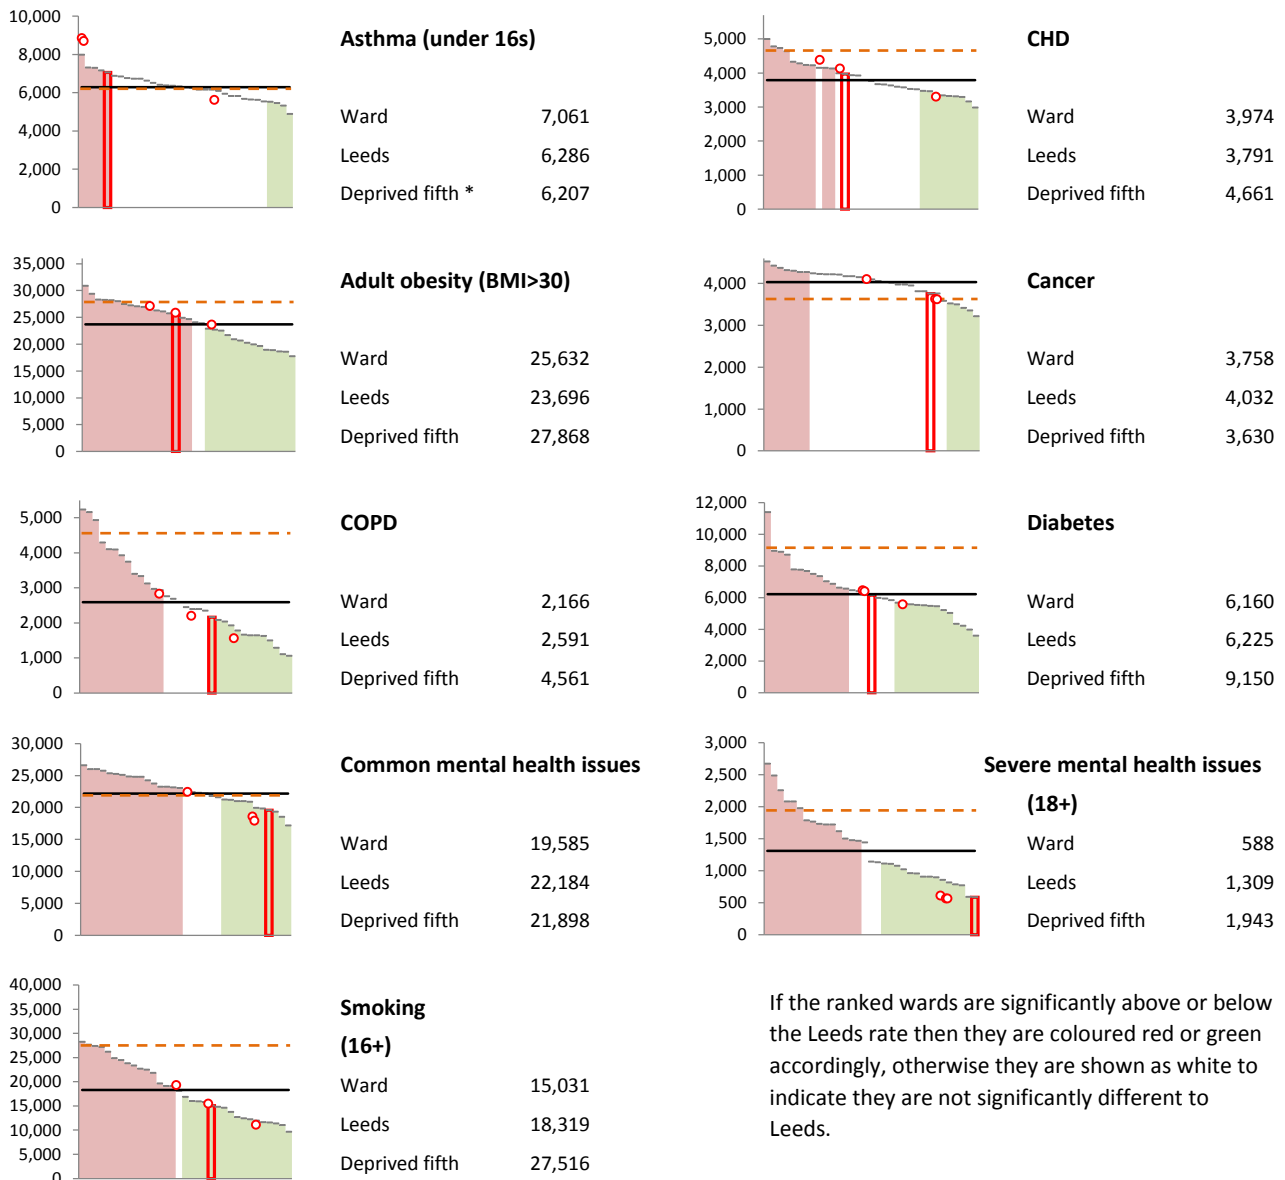 Asthma (under 16s)
10,000
8,000
6,000
4,000
2,000
0
Ward 7,061
Leeds 6,286
Deprived fifth * 6,207
CHD
5,000
4,000
3,000
2,000
1,000
0
Ward 3,974
Leeds 3,791
Deprived fifth 4,661
Adult obesity (BMI>30)
35,000
30,000
25,000
20,000
15,000
10,000
5,000
0
Ward 25,632
Leeds 23,696
Deprived fifth 27,868
Cancer
4,000
3,000
2,000
1,000
0
Ward 3,758
Leeds 4,032
Deprived fifth 3,630
COPD
5,000
4,000
3,000
2,000
1,000
0
Ward 2,166
Leeds 2,591
Deprived fifth 4,561
Diabetes
12,000
10,000
8,000
6,000
4,000
2,000
0
Ward 6,160
Leeds 6,225
Deprived fifth 9,150
Common mental health issues
30,000
25,000
20,000
15,000
10,000
5,000
0
Ward 19,585
Leeds 22,184
Deprived fifth 21,898
Severe mental health issues
(18+)
3,000
2,500
2,000
1,500
1,000
500
0
Ward 588
Leeds 1,309
Deprived fifth 1,943
Smoking
(16+)
40,000
35,000
30,000
25,000
20,000
15,000
10,000
5,000
0
Ward 15,031
Leeds 18,319
Deprived fifth 27,516
If the ranked wards are significantly above or below
the Leeds rate then they are coloured red or green
accordingly, otherwise they are shown as white to
indicate they are not significantly different to
Leeds.